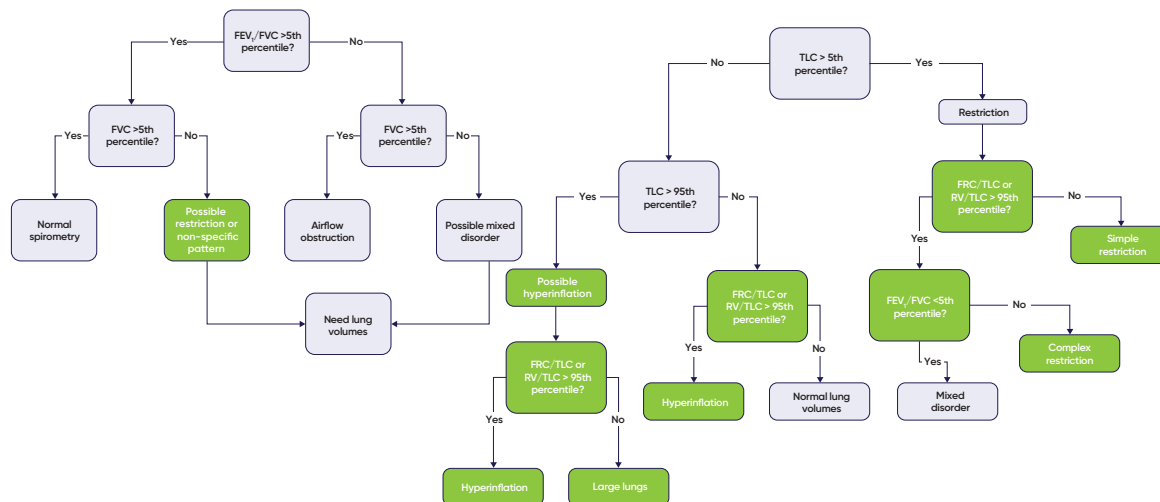 FEV₁/FVC >5th
percentile?
Yes
No
FVC >5th
percentile?
Yes
No
FVC >5th
percentile?
Yes
No
Normal
spirometry
Possible
restriction or
non-specific
pattern
Airflow
obstruction
Possible mixed
disorder
Need lung
volumes
TLC > 5th
percentile?
No
Yes
Restriction
TLC > 95th
percentile?
Yes
No
FRC/TLC or
RV/TLC > 95th
percentile?
No
Yes
Simple
restriction
Possible
hyperinflation
FRC/TLC or
RV/TLC > 95th
percentile?
Yes
No
FEV₁/FVC <5th
percentile?
No
Yes
Complex
restriction
FRC/TLC or
RV/TLC > 95th
percentile?
Yes
No
Hyperinflation
Normal lung
volumes
Mixed
disorder
Hyperinflation
Large lungs